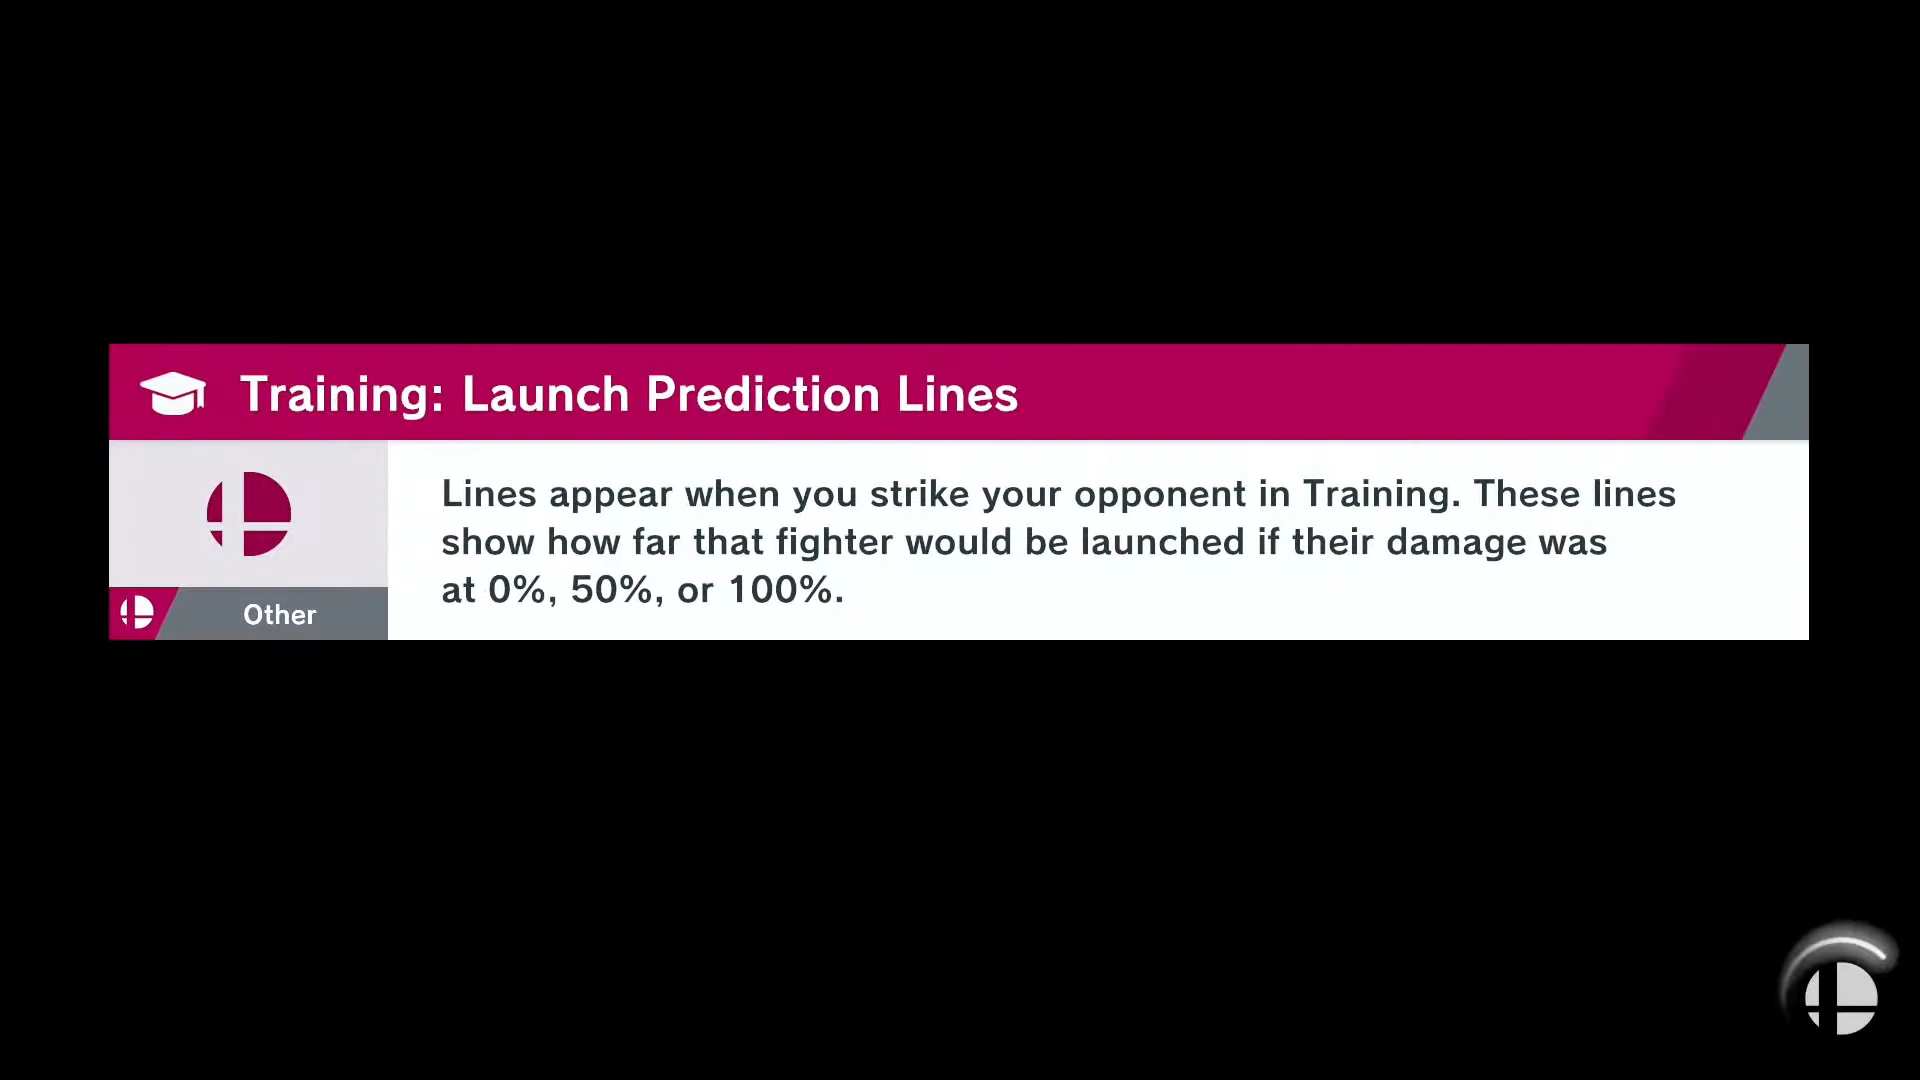 Training: Launch Prediction Lines
Lines appear when you strike your opponent in Training. These lines
show how far that fighter would be launched if their damage was
at 0%, 50%, or 100%.
Other